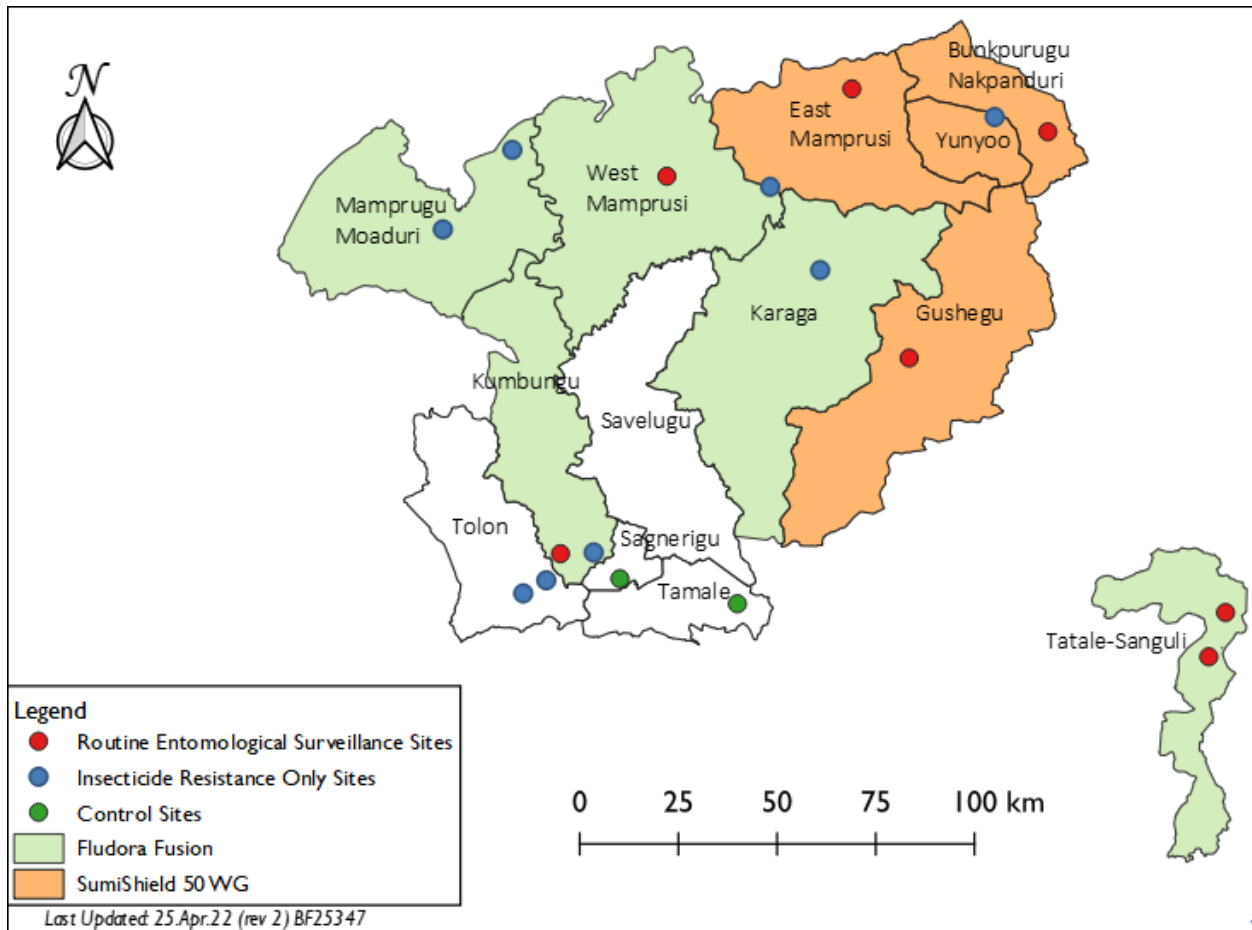 N
Bunkpurugu
Nakpanduri
East
Mamprusi
Yunyoo
West
Mamprusi
Mamprugu
Moaduri
Karaga
Gushegu
Kumbungu
Savelugu
Tolon
Sagnerigu
Tamale
Tatale-Sanguli
Legend
Routine Entomological Surveillance Sites
Insecticide Resistance Only Sites
Control Sites
Fludora Fusion
SumiShield 50 WG
0 25 50 75 100 km
Last Updated: 25.Apr.22 (rev 2) BF25347